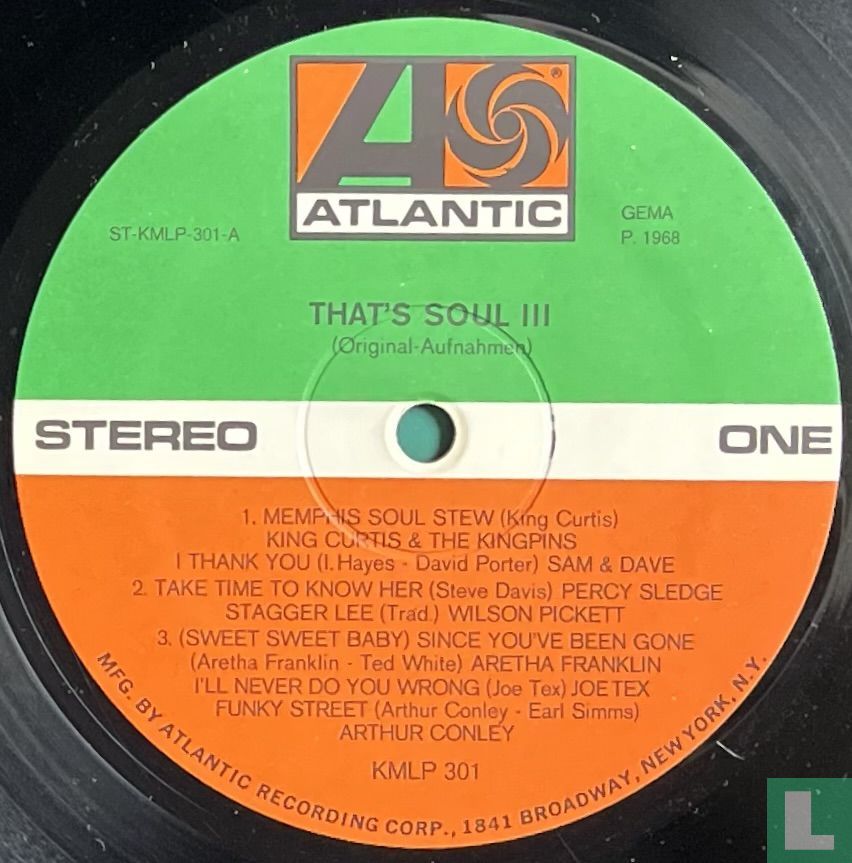 ATLANTIC
®
ST-KMLP-301-A
GEMA
P. 1968
THAT'S SOUL III
(Original-Aufnahmen)
STEREO
ONE
1. MEMPHIS SOUL STEW (King Curtis)
KING CURTIS & THE KINGPINS
I THANK YOU (I. Hayes - David Porter) SAM & DAVE
2. TAKE TIME TO KNOW HER (Steve Davis) PERCY SLEDGE
STAGGER LEE (Trad.) WILSON PICKETT
3. (SWEET SWEET BABY) SINCE YOU'VE BEEN GONE
(Aretha Franklin - Ted White) ARETHA FRANKLIN
I'LL NEVER DO YOU WRONG (Joe Tex) JOE TEX
FUNKY STREET (Arthur Conley - Earl Simms)
ARTHUR CONLEY
KMLP 301
MFG. BY ATLANTIC RECORDING CORP., 1841 BROADWAY, NEW YORK, N.Y.
L